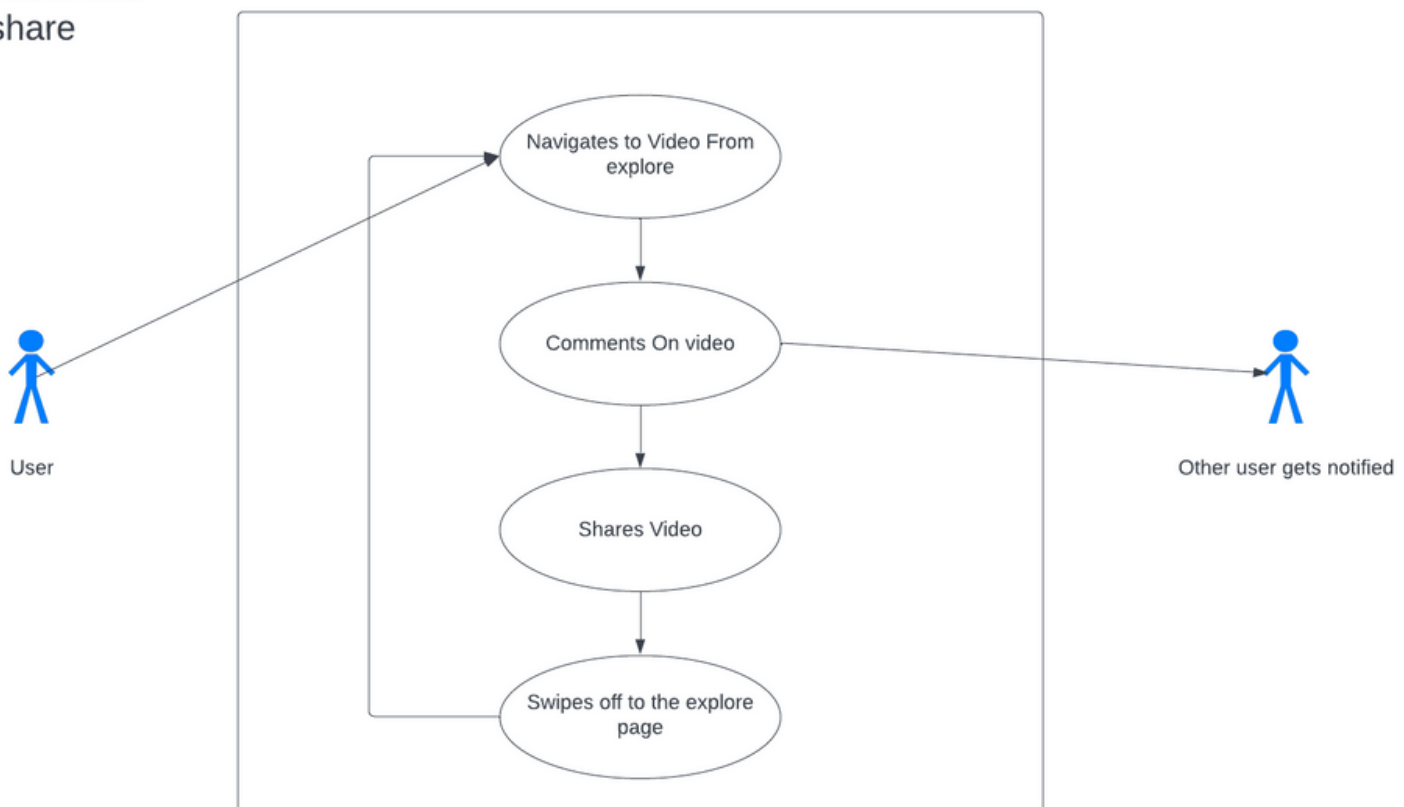 share
Navigates to Video From
explore
Comments On video
User
Other user gets notified
Shares Video
Swipes off to the explore
page